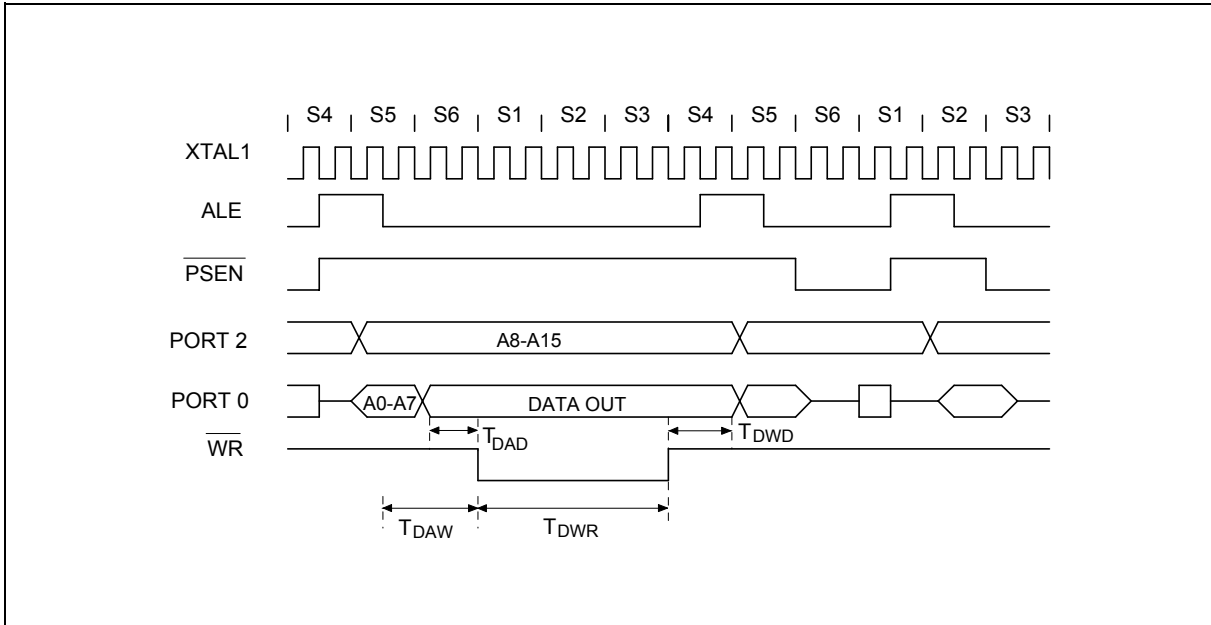 S4 S5 S6 S1 S2 S3 S4 S5 S6 S1 S2 S3
XTAL1
ALE
PSEN
PORT 2 A8-A15
PORT 0 A0-A7 DATA OUT
WR TDAD TDWD
TDAW TDWR